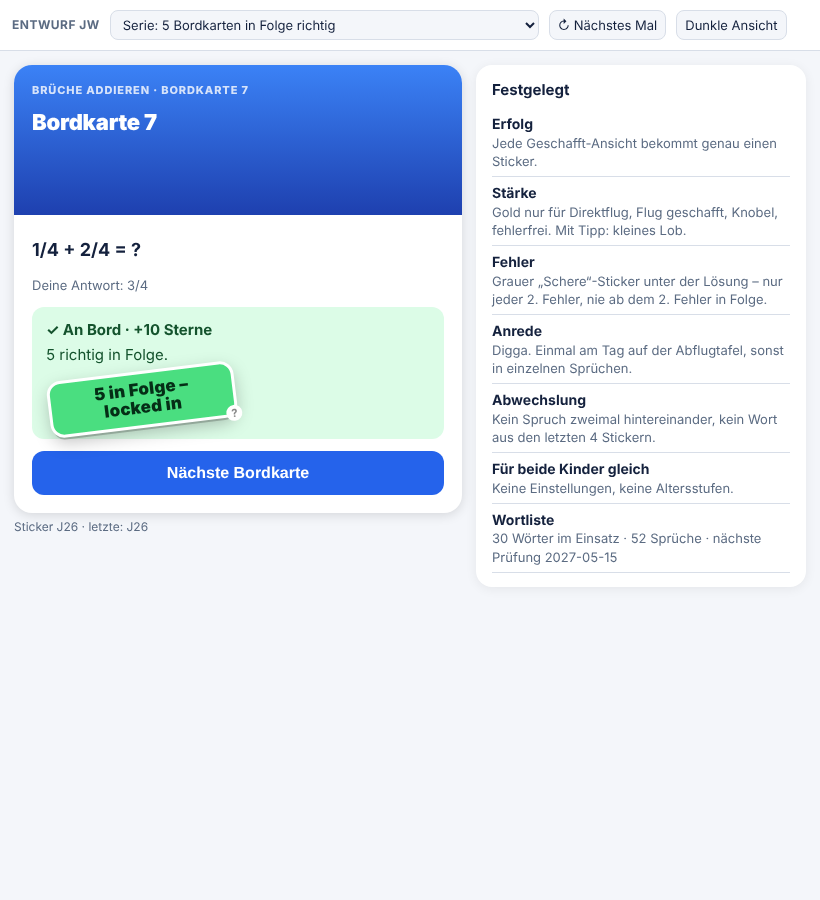 ENTWURF JW
Serie: 5 Bordkarten in Folge richtig
↻ Nächstes Mal
Dunkle Ansicht
BRÜCHE ADDIEREN · BORDKARTE 7
Bordkarte 7
1/4 + 2/4 = ?
Deine Antwort: 3/4
✓ An Bord · +10 Sterne
5 richtig in Folge.
5 in Folge –
locked in
?
Nächste Bordkarte
Sticker J26 · letzte: J26
Festgelegt
Erfolg
Jede Geschafft-Ansicht bekommt genau einen
Sticker.
Stärke
Gold nur für Direktflug, Flug geschafft, Knobel,
fehlerfrei. Mit Tipp: kleines Lob.
Fehler
Grauer „Schere“-Sticker unter der Lösung – nur
jeder 2. Fehler, nie ab dem 2. Fehler in Folge.
Anrede
Digga. Einmal am Tag auf der Abflugtafel, sonst
in einzelnen Sprüchen.
Abwechslung
Kein Spruch zweimal hintereinander, kein Wort
aus den letzten 4 Stickern.
Für beide Kinder gleich
Keine Einstellungen, keine Altersstufen.
Wortliste
30 Wörter im Einsatz · 52 Sprüche · nächste
Prüfung 2027-05-15